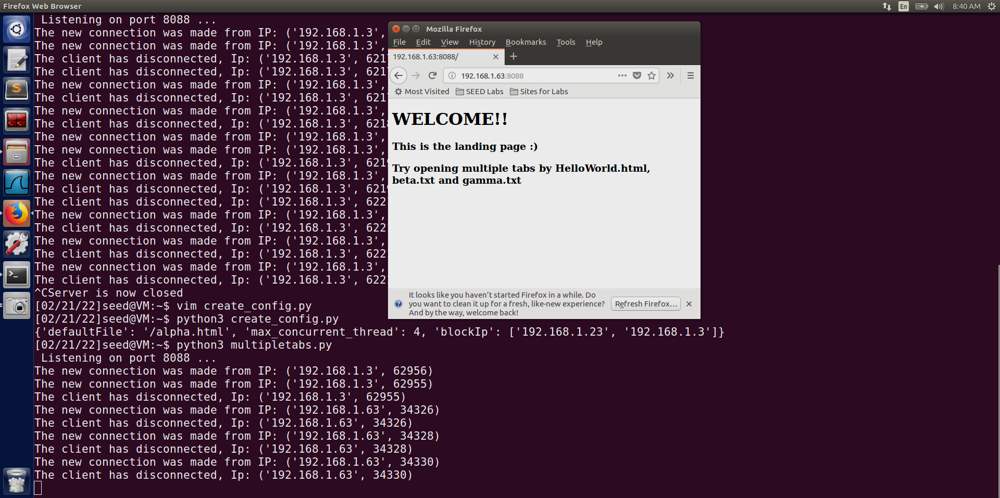 Firefox Web Browser
En
8:40 AM
Listening on port 8088 ...
The new connection was made from IP: ('192.168.1.3',
The new connection was made from IP: ('192.168.1.3',
The client has disconnected, Ip: ('192.168.1.3', 621
The client has disconnected, Ip: ('192.168.1.3', 621
The new connection was made from IP: ('192.168.1.3',
The client has disconnected, Ip: ('192.168.1.3', 621
The new connection was made from IP: ('192.168.1.3',
The client has disconnected, Ip: ('192.168.1.3', 621
The new connection was made from IP: ('192.168.1.3',
The new connection was made from IP: ('192.168.1.3',
The client has disconnected, Ip: ('192.168.1.3', 621
The new connection was made from IP: ('192.168.1.3',
The client has disconnected, Ip: ('192.168.1.3', 621
The client has disconnected, Ip: ('192.168.1.3', 622
The new connection was made from IP: ('192.168.1.3',
The client has disconnected, Ip: ('192.168.1.3', 622
The new connection was made from IP: ('192.168.1.3',
The client has disconnected, Ip: ('192.168.1.3', 622
The new connection was made from IP: ('192.168.1.3',
The client has disconnected, Ip: ('192.168.1.3', 622
^CServer is now closed
[02/21/22]seed@VM:~$ vim create_config.py
[02/21/22]seed@VM:~$ python3 create_config.py
{'defaultFile': '/alpha.html', 'max_concurrent_thread': 4, 'blockIp': ['192.168.1.23', '192.168.1.3']}
[02/21/22]seed@VM:~$ python3 multipletabs.py
Listening on port 8088 ...
The new connection was made from IP: ('192.168.1.3', 62956)
The new connection was made from IP: ('192.168.1.3', 62955)
The client has disconnected, Ip: ('192.168.1.3', 62955)
The new connection was made from IP: ('192.168.1.63', 34326)
The client has disconnected, Ip: ('192.168.1.63', 34326)
The new connection was made from IP: ('192.168.1.63', 34328)
The client has disconnected, Ip: ('192.168.1.63', 34328)
The new connection was made from IP: ('192.168.1.63', 34330)
The client has disconnected, Ip: ('192.168.1.63', 34330)
Mozilla Firefox
File Edit View History Bookmarks Tools Help
192.168.1.63:8088/
192.168.1.63:8088
Most Visited SEED Labs Sites for Labs
WELCOME!!
This is the landing page :)
Try opening multiple tabs by HelloWorld.html,
beta.txt and gamma.txt
It looks like you haven't started Firefox in a while. Do
you want to clean it up for a fresh, like-new experience?
And by the way, welcome back!
Refresh Firefox...